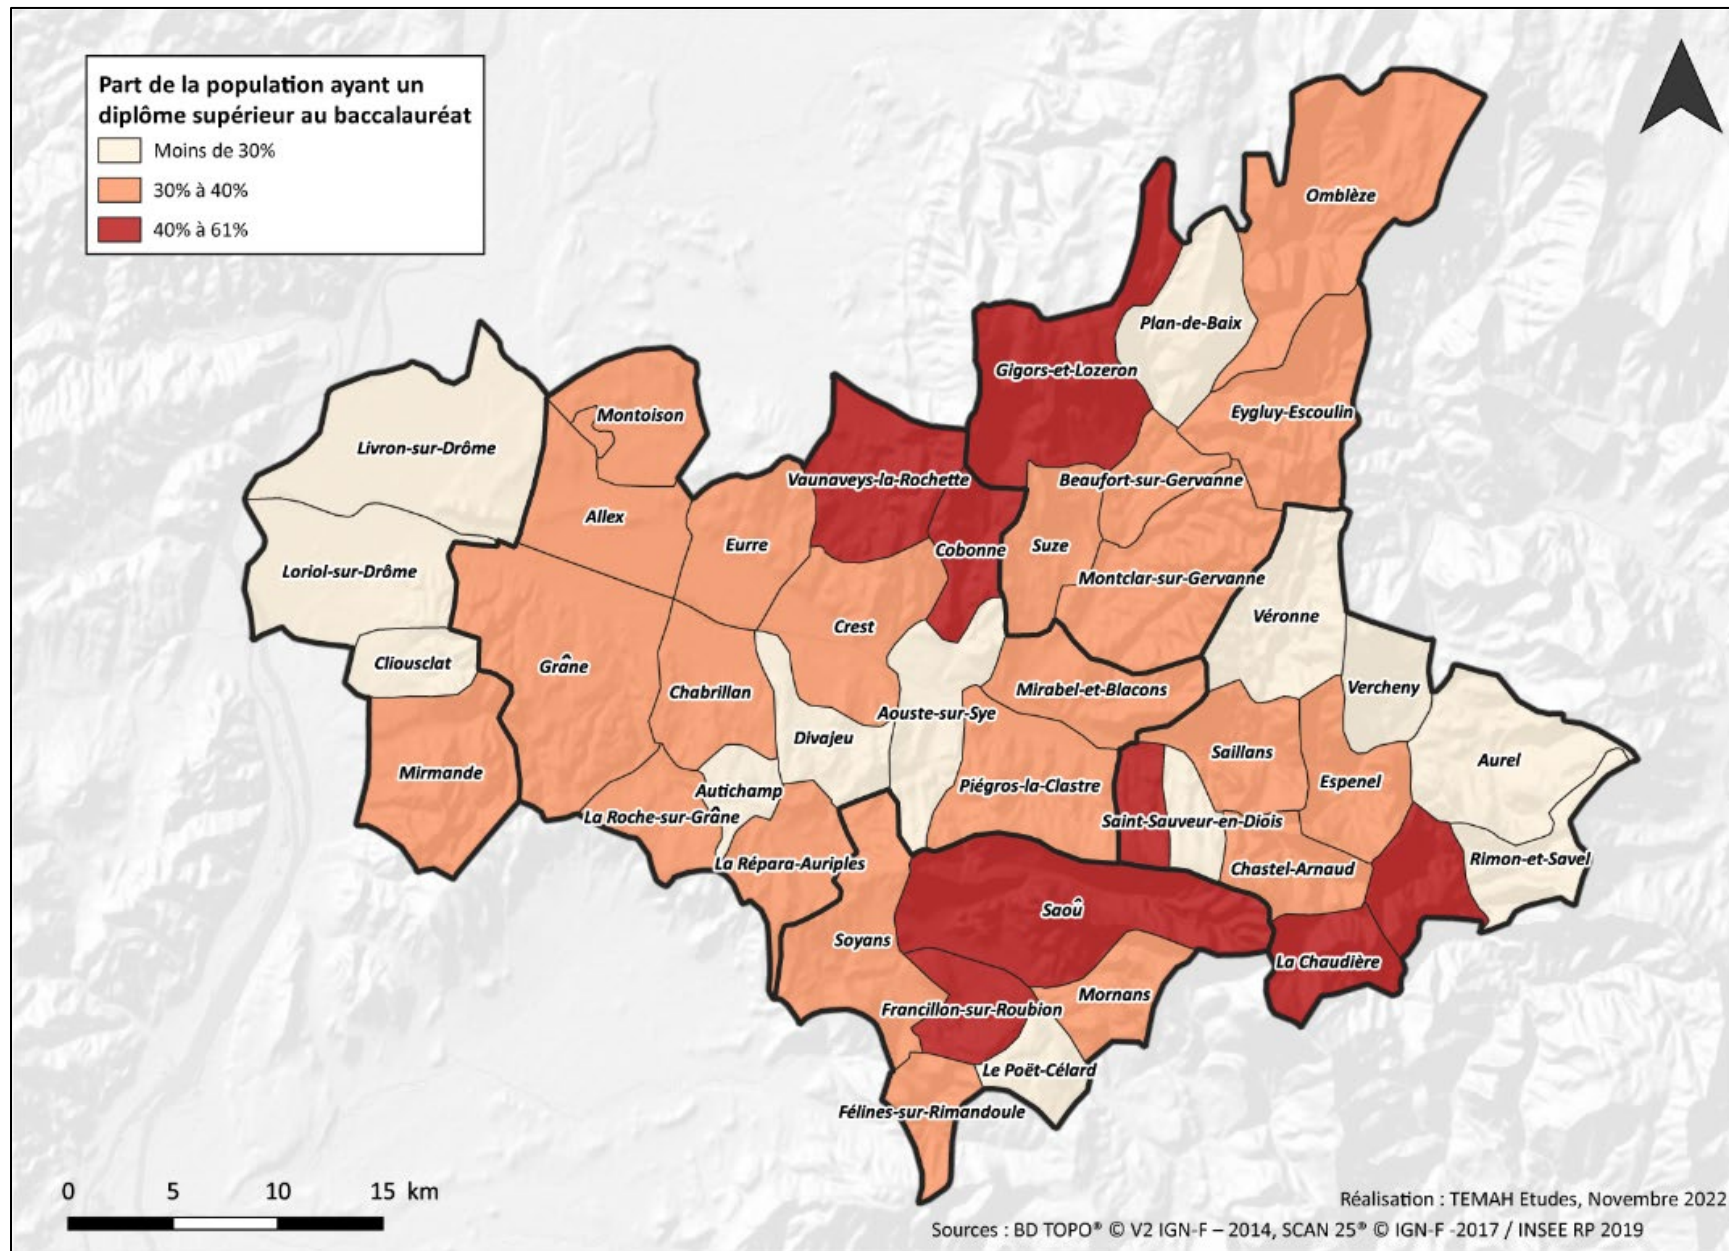 Part de la population ayant un
diplôme supérieur au baccalauréat
Moins de 30%
30% à 40%
40% à 61%
Omblèze
Plan-de-Baix
Gigors-et-Lozeron
Eygluy-Escoulin
Montoison
Livron-sur-Drôme
Vaunaveys-la-Rochette
Beaufort-sur-Gervanne
Allex
Eurre
Cobonne
Suze
Loriol-sur-Drôme
Montclar-sur-Gervanne
Véronne
Crest
Cliousclat
Grâne
Chabrillan
Mirabel-et-Blacons
Vercheny
Aouste-sur-Sye
Divajeu
Saillans
Aurel
Mirmande
Autichamp
Piégros-la-Clastre
Espenel
La Roche-sur-Grâne
Saint-Sauveur-en-Diois
La Répara-Auriples
Chastel-Arnaud
Rimon-et-Savel
Saoû
Soyans
La Chaudière
Mornans
Francillon-sur-Roubion
Le Poët-Célard
Félines-sur-Rimandoule
0 5 10 15 km
Réalisation : TEMAH Etudes, Novembre 2022
Sources : BD TOPO® © V2 IGN-F – 2014, SCAN 25® © IGN-F -2017 / INSEE RP 2019